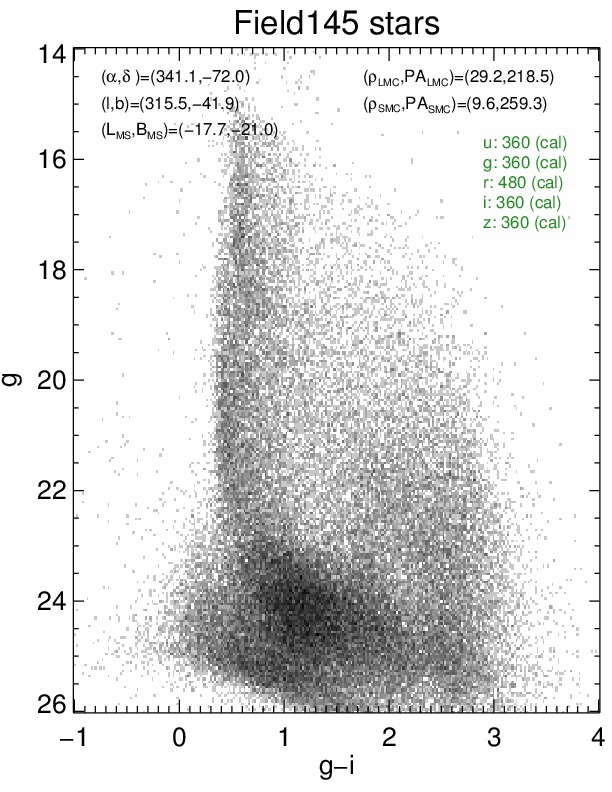 Field145 stars
(α,δ )=(341.1,−72.0)
(ρLMC,PALMC)=(29.2,218.5)
(l,b)=(315.5,−41.9)
(ρSMC,PASMC)=(9.6,259.3)
(LMS,BMS)=(−17.7,−21.0)
u: 360 (cal)
g: 360 (cal)
r: 480 (cal)
i: 360 (cal)
z: 360 (cal)
14
16
18
20
22
24
26
g
−1 0 1 2 3 4
g−i